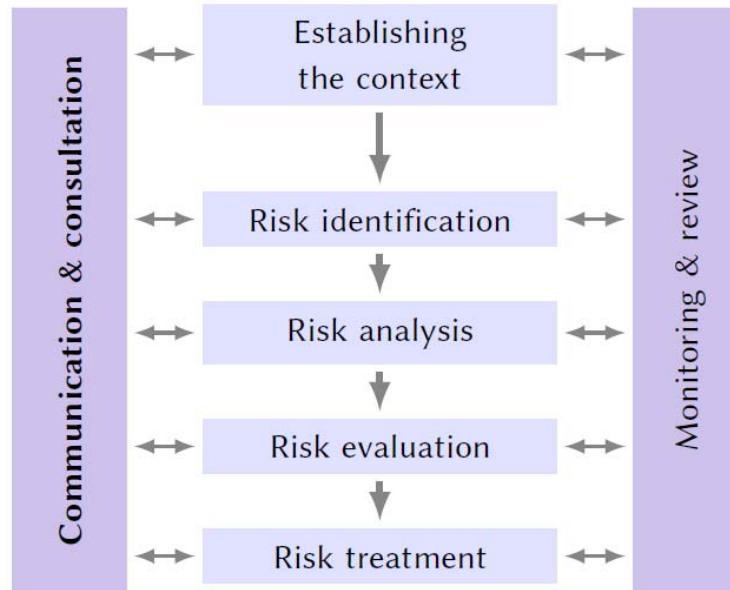 Communication & consultation
Establishing
the context
Risk identification
Risk analysis
Risk evaluation
Risk treatment
Monitoring & review